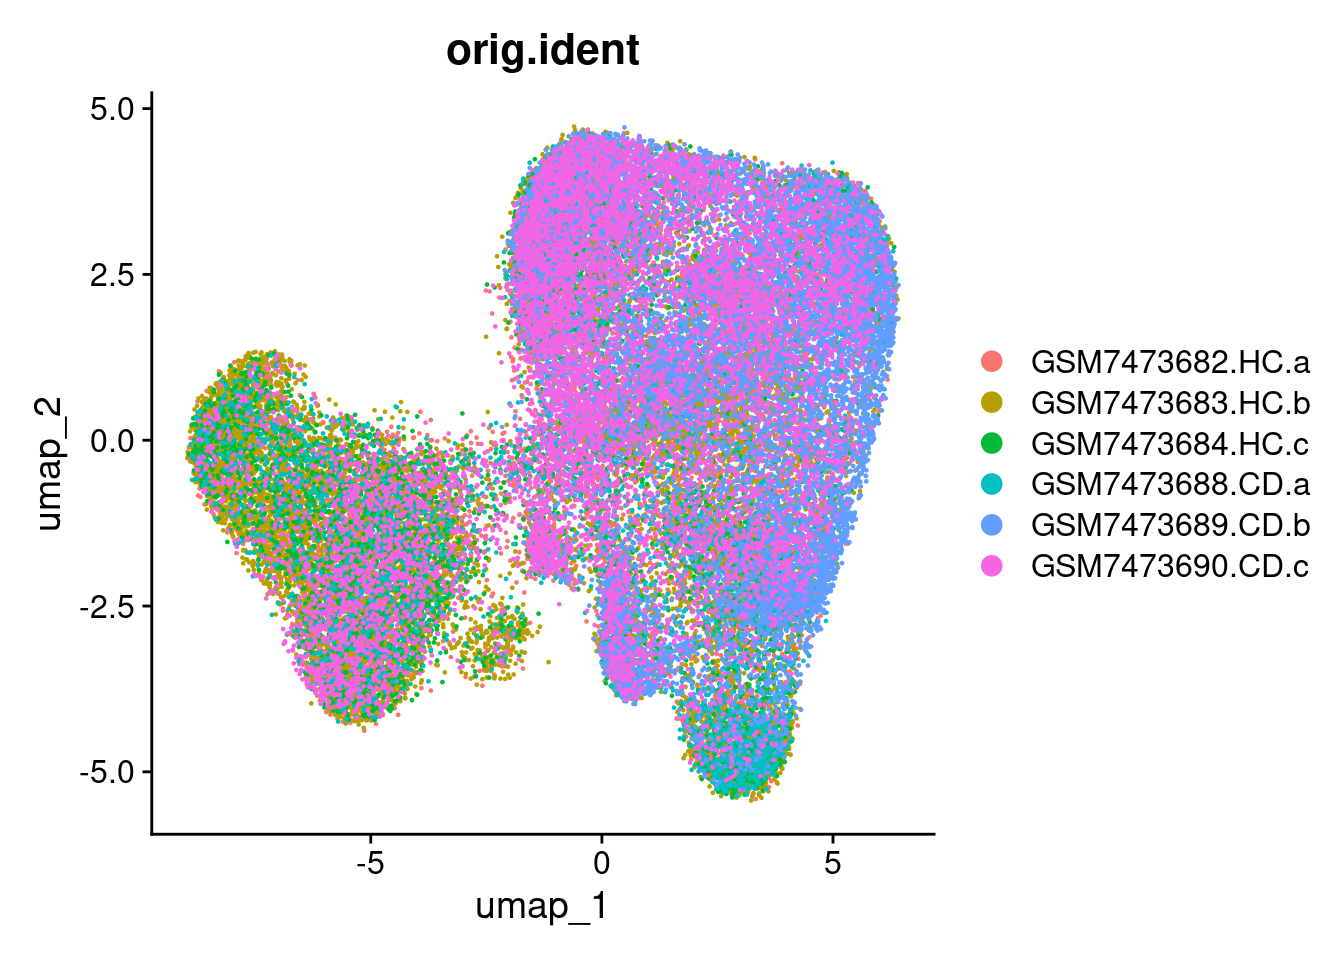 orig.ident
5.0
2.5
0.0
-2.5
-5.0
umap_2
-5
0
5
umap_1
GSM7473682.HC.a
GSM7473683.HC.b
GSM7473684.HC.c
GSM7473688.CD.a
GSM7473689.CD.b
GSM7473690.CD.c